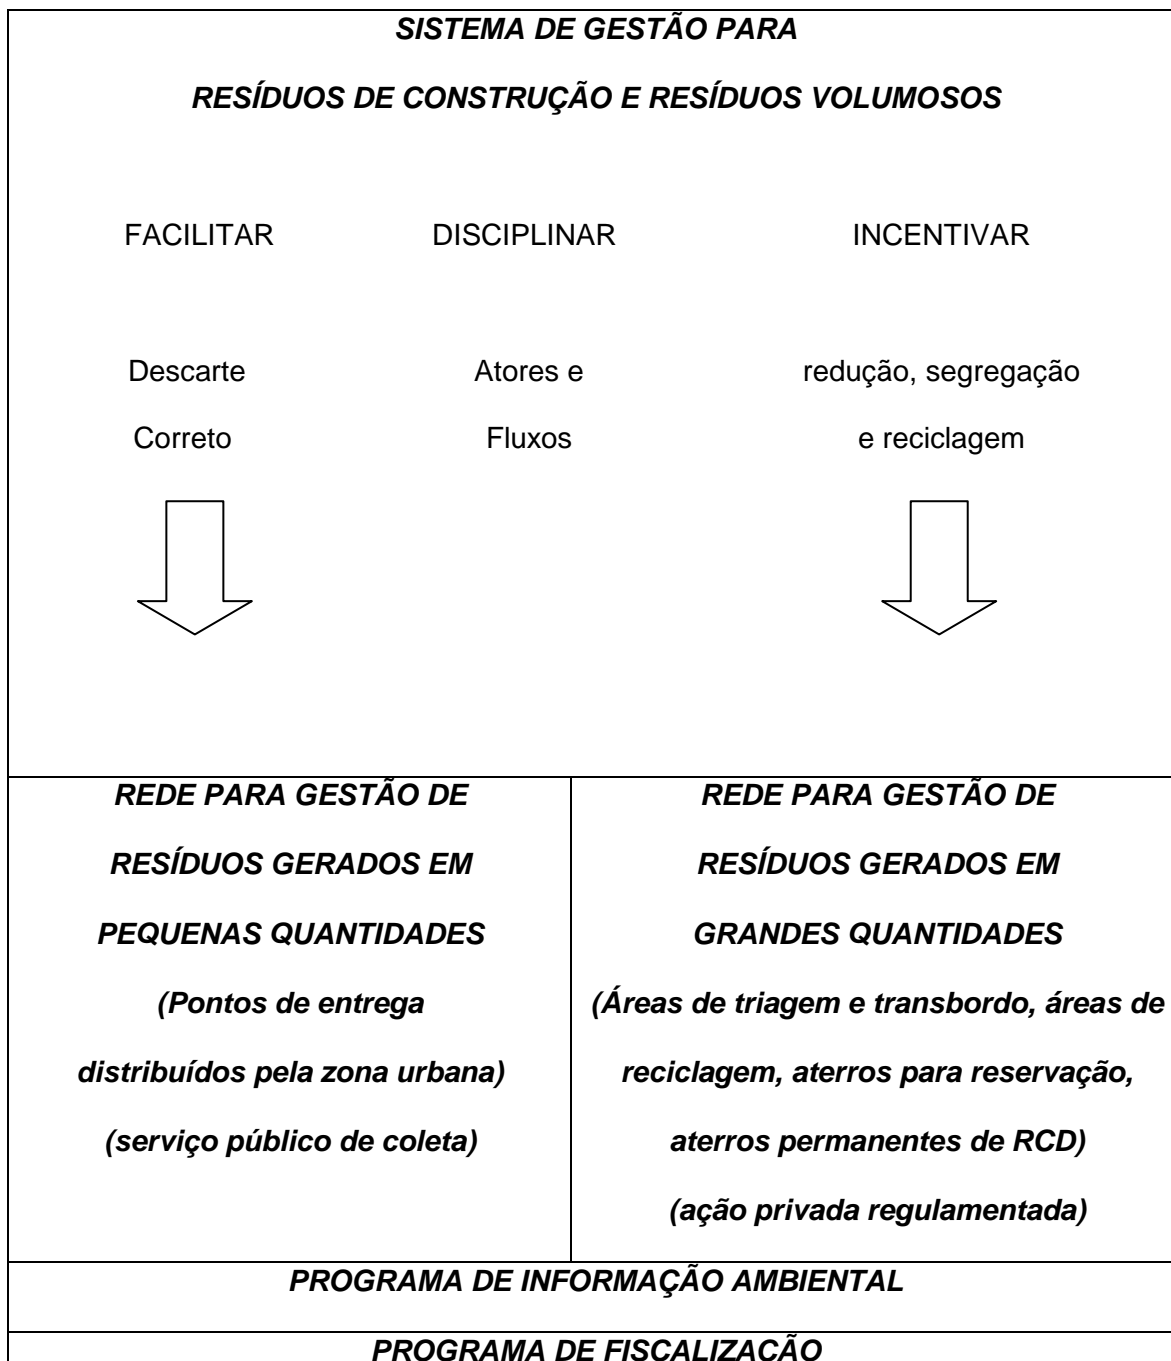 SISTEMA DE GESTÃO PARA
RESÍDUOS DE CONSTRUÇÃO E RESÍDUOS VOLUMOSOS
FACILITAR DISCIPLINAR INCENTIVAR
Descarte Atores e redução, segregação
Correto Fluxos e reciclagem
REDE PARA GESTÃO DE
RESÍDUOS GERADOS EM
PEQUENAS QUANTIDADES
(Pontos de entrega
distribuídos pela zona urbana)
(serviço público de coleta)
REDE PARA GESTÃO DE
RESÍDUOS GERADOS EM
GRANDES QUANTIDADES
(Áreas de triagem e transbordo, áreas de
reciclagem, aterros para reservação,
aterros permanentes de RCD)
(ação privada regulamentada)
PROGRAMA DE INFORMAÇÃO AMBIENTAL
PROGRAMA DE FISCALIZAÇÃO